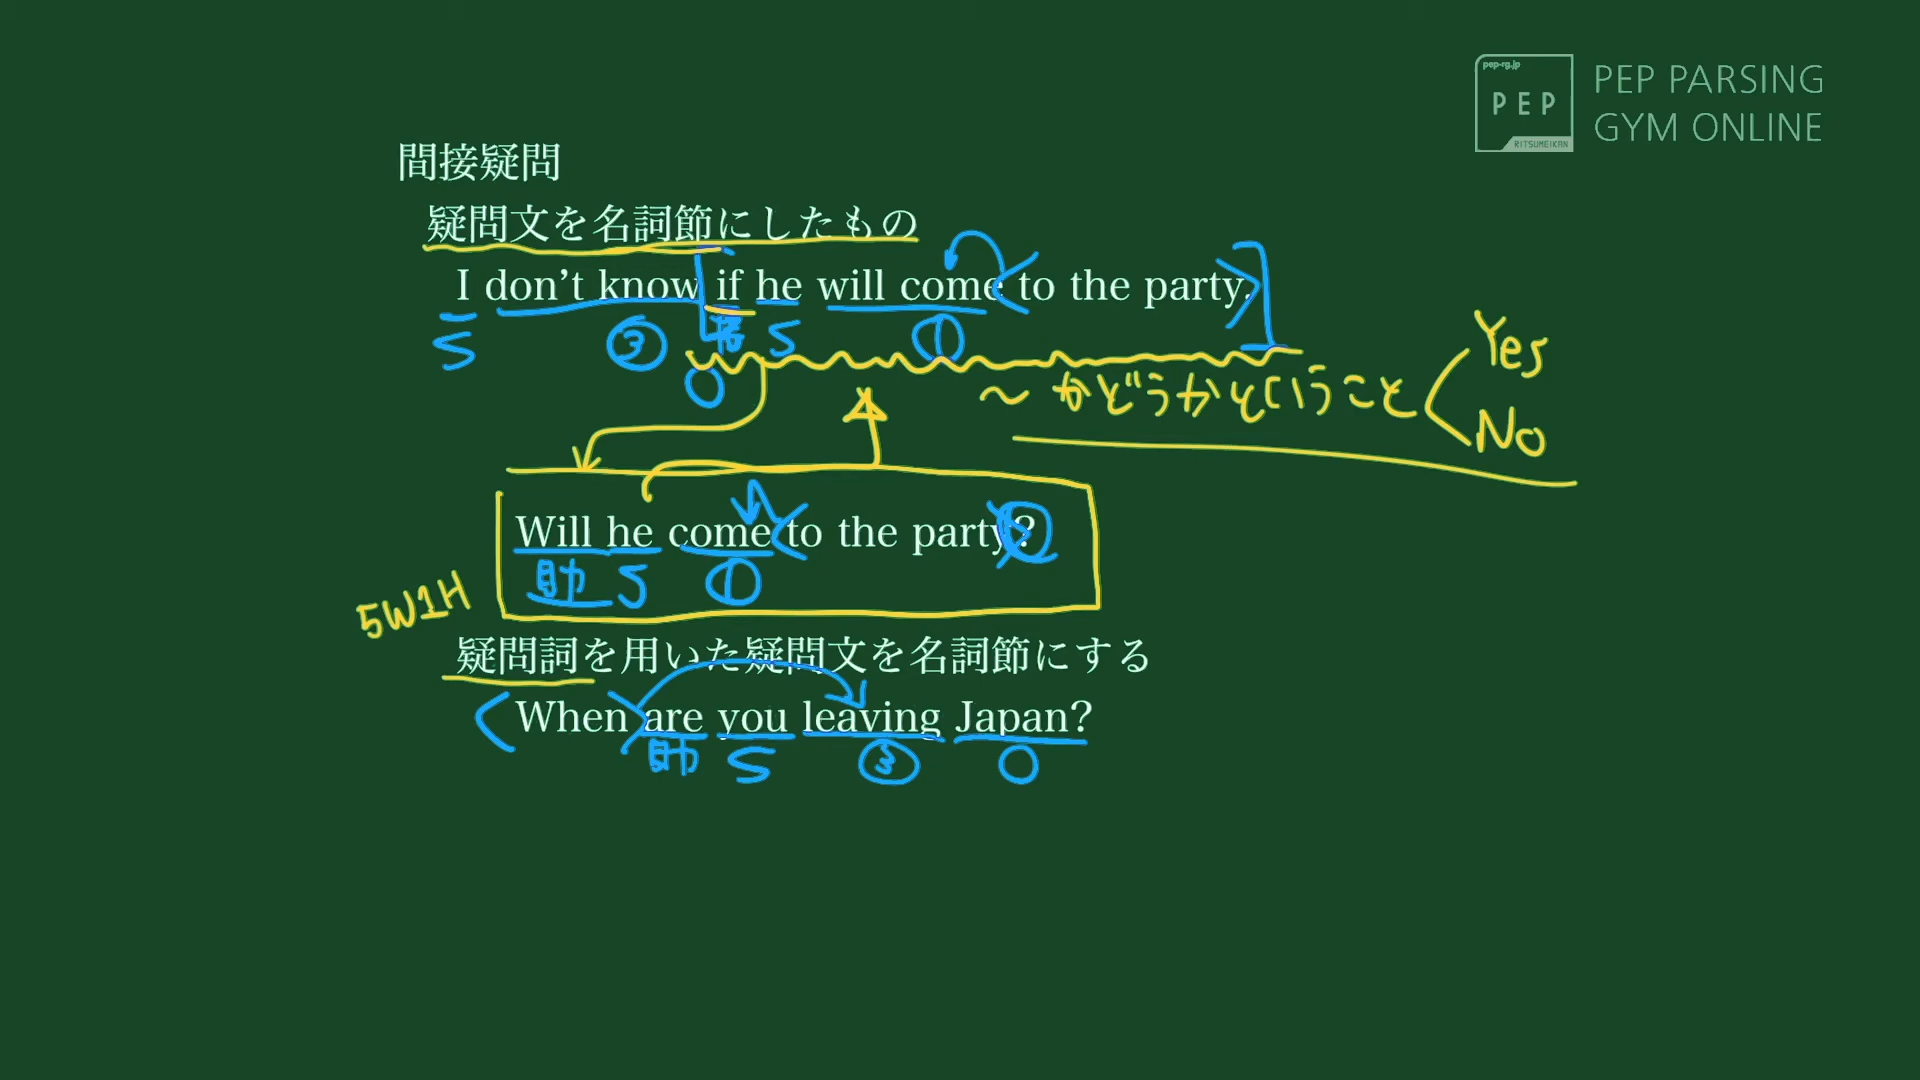 pep-rg.jp
PEP
RITSUMEIKAN
PEP PARSING
GYM ONLINE
間接疑問
疑問文を名詞節にしたもの
I don't know if he will come to the party.
S ③ 接 S ①
O
〜かどうかということ
Yes
No
Will he come to the party?
助 S ①
5W1H
疑問詞を用いた疑問文を名詞節にする
When are you leaving Japan?
助 S ③ O